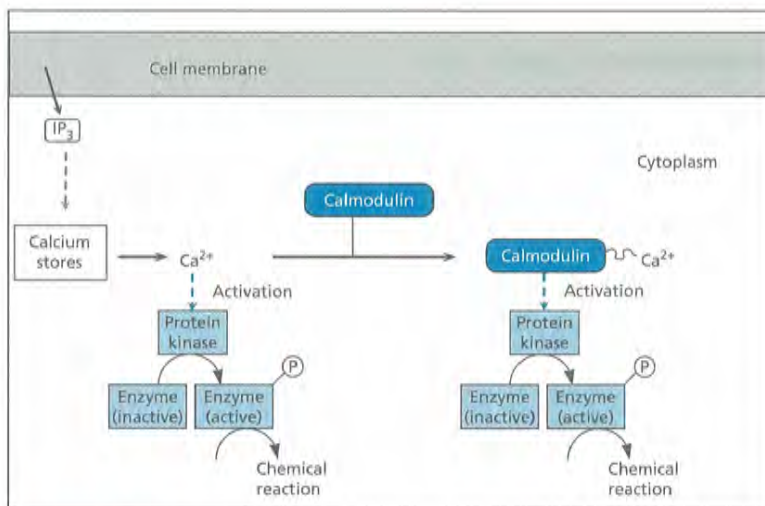 Cell membrane
IP3
Cytoplasm
Calmodulin
Calcium
stores
Ca2+
Calmodulin
Ca2+
Activation
Activation
Protein
kinase
Protein
kinase
P
P
Enzyme
(inactive)
Enzyme
(active)
Enzyme
(inactive)
Enzyme
(active)
Chemical
reaction
Chemical
reaction